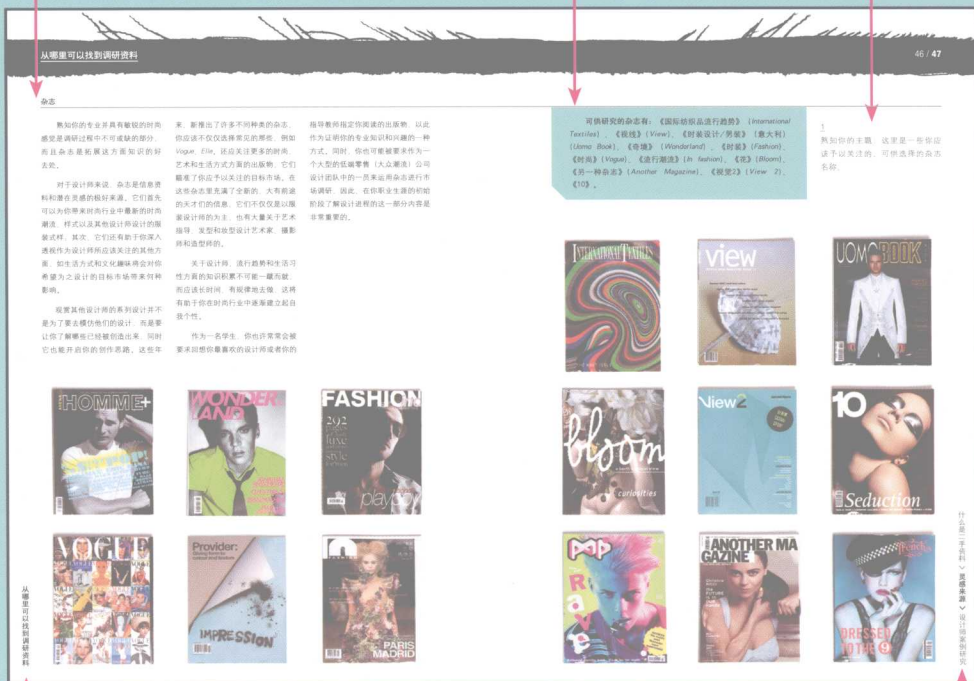 从哪里可以找到调研资料
46 / 47
杂志
熟知你的专业并具有敏锐的时尚
感觉是调研过程中不可或缺的部分，
而且杂志是拓展这方面知识的好
去处。
对于设计师来说，杂志是信息资
料和潜在灵感的极好来源。它们首先
可以为你带来时尚行业中最新的时尚
潮流、样式以及其他设计师设计的服
装式样；其次，它们还有助于你深入
透视作为设计师所应该关注的其他方
面，如生活方式和文化趣味将会对你
希望为之设计的目标市场带来何种
影响。
观赏其他设计师的系列设计并不
是为了要去模仿他们的设计，而是要
让你了解哪些已经被创造出来，同时
它也能开启你的创作思路。这些年
来，新推出了许多不同种类的杂志，
你应该不仅仅选择常见的那些，例如
Vogue，Elle，还应关注更多的时尚、
艺术和生活方式方面的出版物，它们
瞄准了你应予以关注的目标市场。在
这些杂志里充满了全新的、大有前途
的天才们的信息，它们不仅仅是以服
装设计师的为主，也有大量关于艺术
指导、发型和妆型设计艺术家、摄影
师和造型师的。
关于设计师、流行趋势和生活习
性方面的知识积累不可能一蹴而就，
而应该长时间、有规律地去做，这将
有助于你在时尚行业中逐渐建立起自
我个性。
作为一名学生，你也许常常会被
要求回想你最喜欢的设计师或者你的
指导教师指定你阅读的出版物，以此
作为证明你的专业知识和兴趣的一种
方式。同时，你也可能被要求作为一
个大型的低端零售（大众潮流）公司
设计团队中的一员来运用杂志进行市
场调研，因此，在你职业生涯的初始
阶段了解设计进程的这一部分内容是
非常重要的。
可供研究的杂志有：《国际纺织品流行趋势》（International
Textiles）、《视线》（View）、《时装设计/男装》（意大利）
（Uomo Book）、《奇境》（Wonderland）、《时装》（Fashion）、
《时尚》（Vogue）、《流行潮流》（In fashion）、《花》（Bloom）、
《另一种杂志》（Another Magazine）、《视觉2》（View 2）、
《10》。
1
熟知你的主题，这里是一些你应
该予以关注的、可供选择的杂志
名称。
INTERNATIONAL TEXTILES
view
UOMO BOOK
HOMME+
WONDER
LAND
FASHION
292
luxe
style
playboy
bloom
curiosities
View2
10
Seduction
VOGUE
Provider:
IMPRESSION
PARIS
MADRID
POP
Rave
ANOTHER MA
GAZINE
DRESSED
TO THE 9
从哪里可以找到调研资料
什么是二手资料 > 灵感来源 > 设计师案例研究